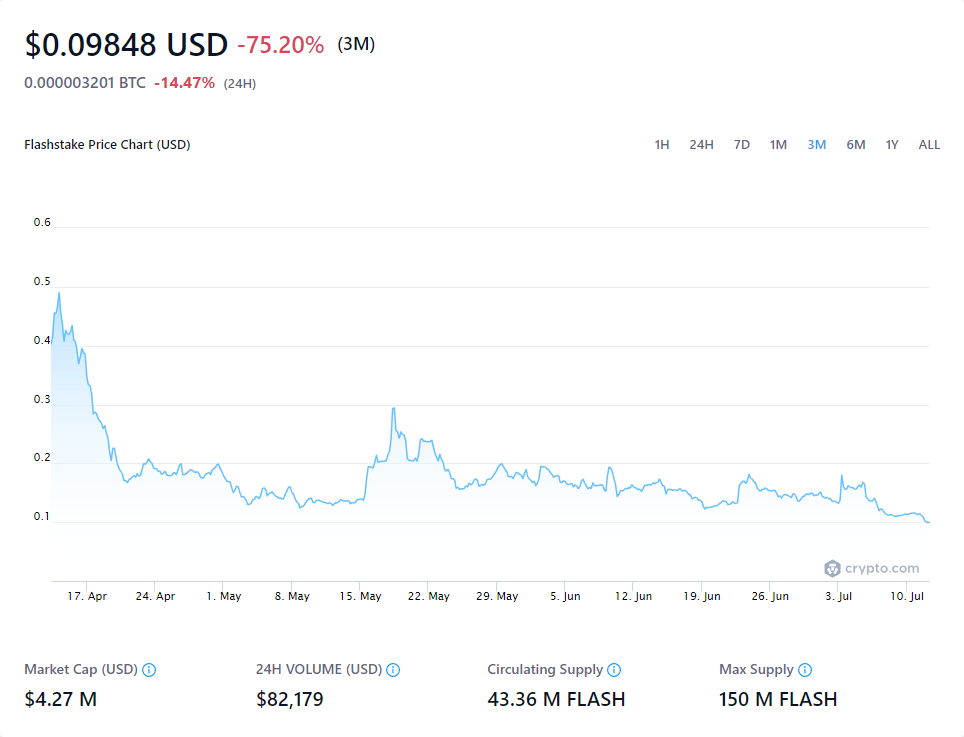 $0.09848 USD -75.20% (3M)
0.000003201 BTC -14.47% (24H)
Flashstake Price Chart (USD) 1H 24H 7D 1M 3M 6M 1Y ALL
0.6
0.5
0.4
0.3
0.2
0.1
crypto.com
17. Apr 24. Apr 1. May 8. May 15. May 22. May 29. May 5. Jun 12. Jun 19. Jun 26. Jun 3. Jul 10. Jul
Market Cap (USD) 24H VOLUME (USD) Circulating Supply Max Supply
$4.27 M $82,179 43.36 M FLASH 150 M FLASH